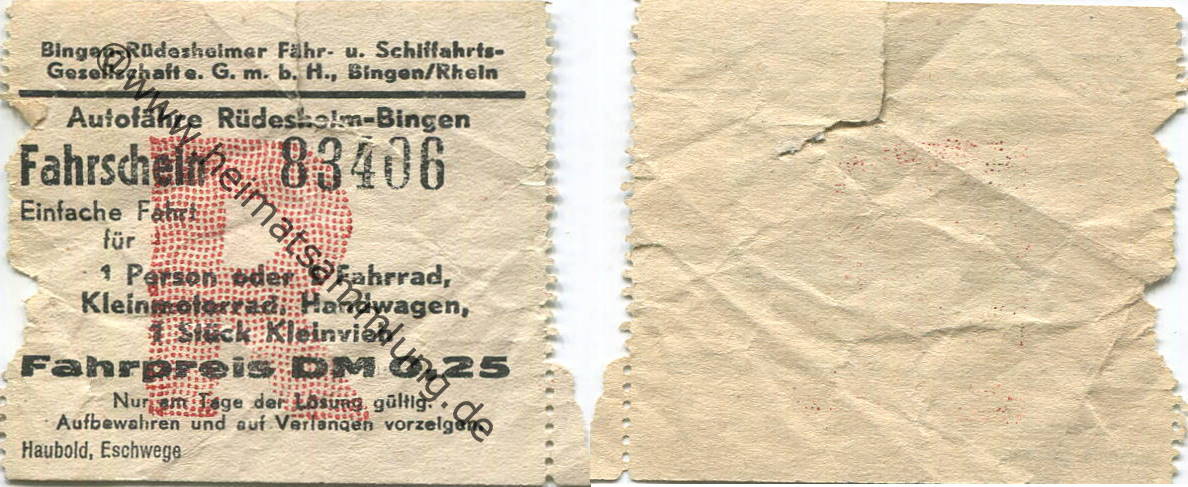 Bingen-Rüdesheimer Fähr- u. Schiffahrts-
Gesellschaft e. G. m. b. H., Bingen/Rhein
Autofähre Rüdesheim-Bingen
Fahrschein 83406
Einfache Fahrt
für
1 Person oder 1 Fahrrad,
Kleinmotorrad, Handwagen,
1 Stück Kleinvieh
Fahrpreis DM 0,25
Nur am Tage der Lösung gültig.
Aufbewahren und auf Verlangen vorzeigen.
Haubold, Eschwege
R
©www.heimatsammlung.de